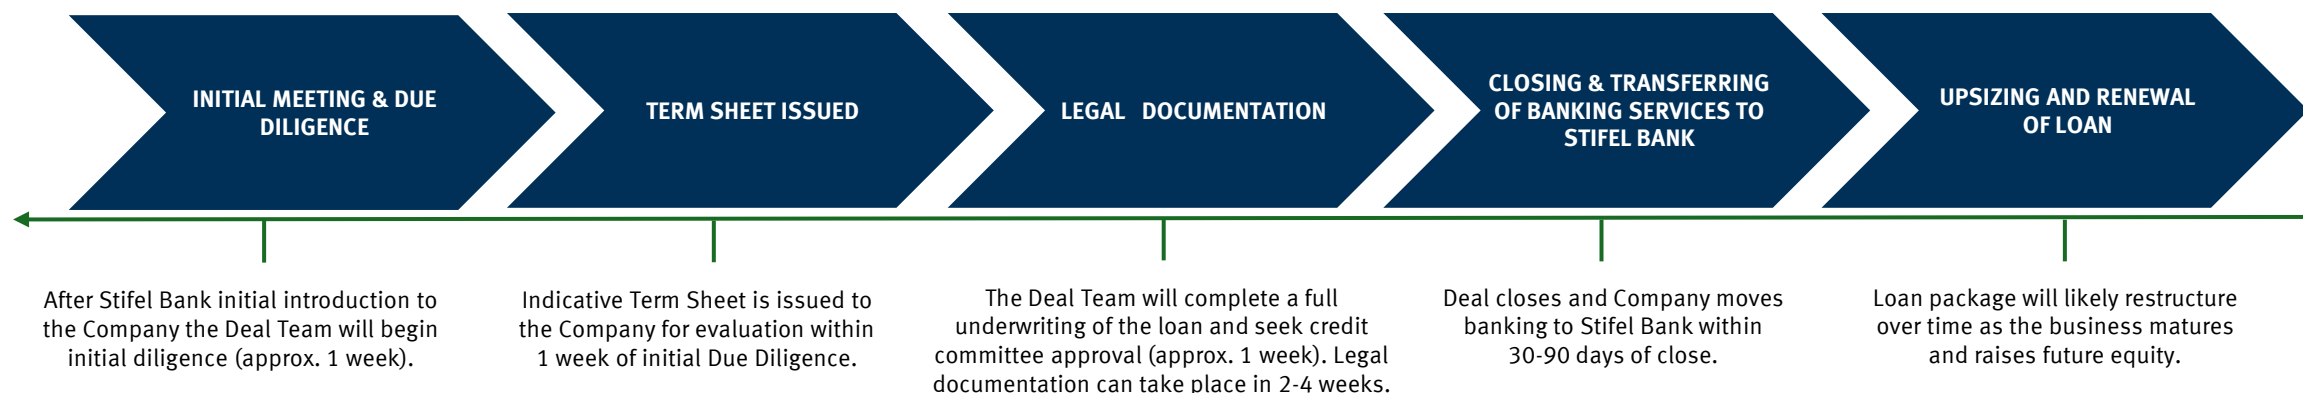 INITIAL MEETING & DUE
DILIGENCE
TERM SHEET ISSUED
LEGAL DOCUMENTATION
CLOSING & TRANSFERRING
OF BANKING SERVICES TO
STIFEL BANK
UPSIZING AND RENEWAL
OF LOAN
After Stifel Bank initial introduction to
the Company the Deal Team will begin
initial diligence (approx. 1 week).
Indicative Term Sheet is issued to
the Company for evaluation within
1 week of initial Due Diligence.
The Deal Team will complete a full
underwriting of the loan and seek credit
committee approval (approx. 1 week). Legal
documentation can take place in 2-4 weeks.
Deal closes and Company moves
banking to Stifel Bank within
30-90 days of close.
Loan package will likely restructure
over time as the business matures
and raises future equity.